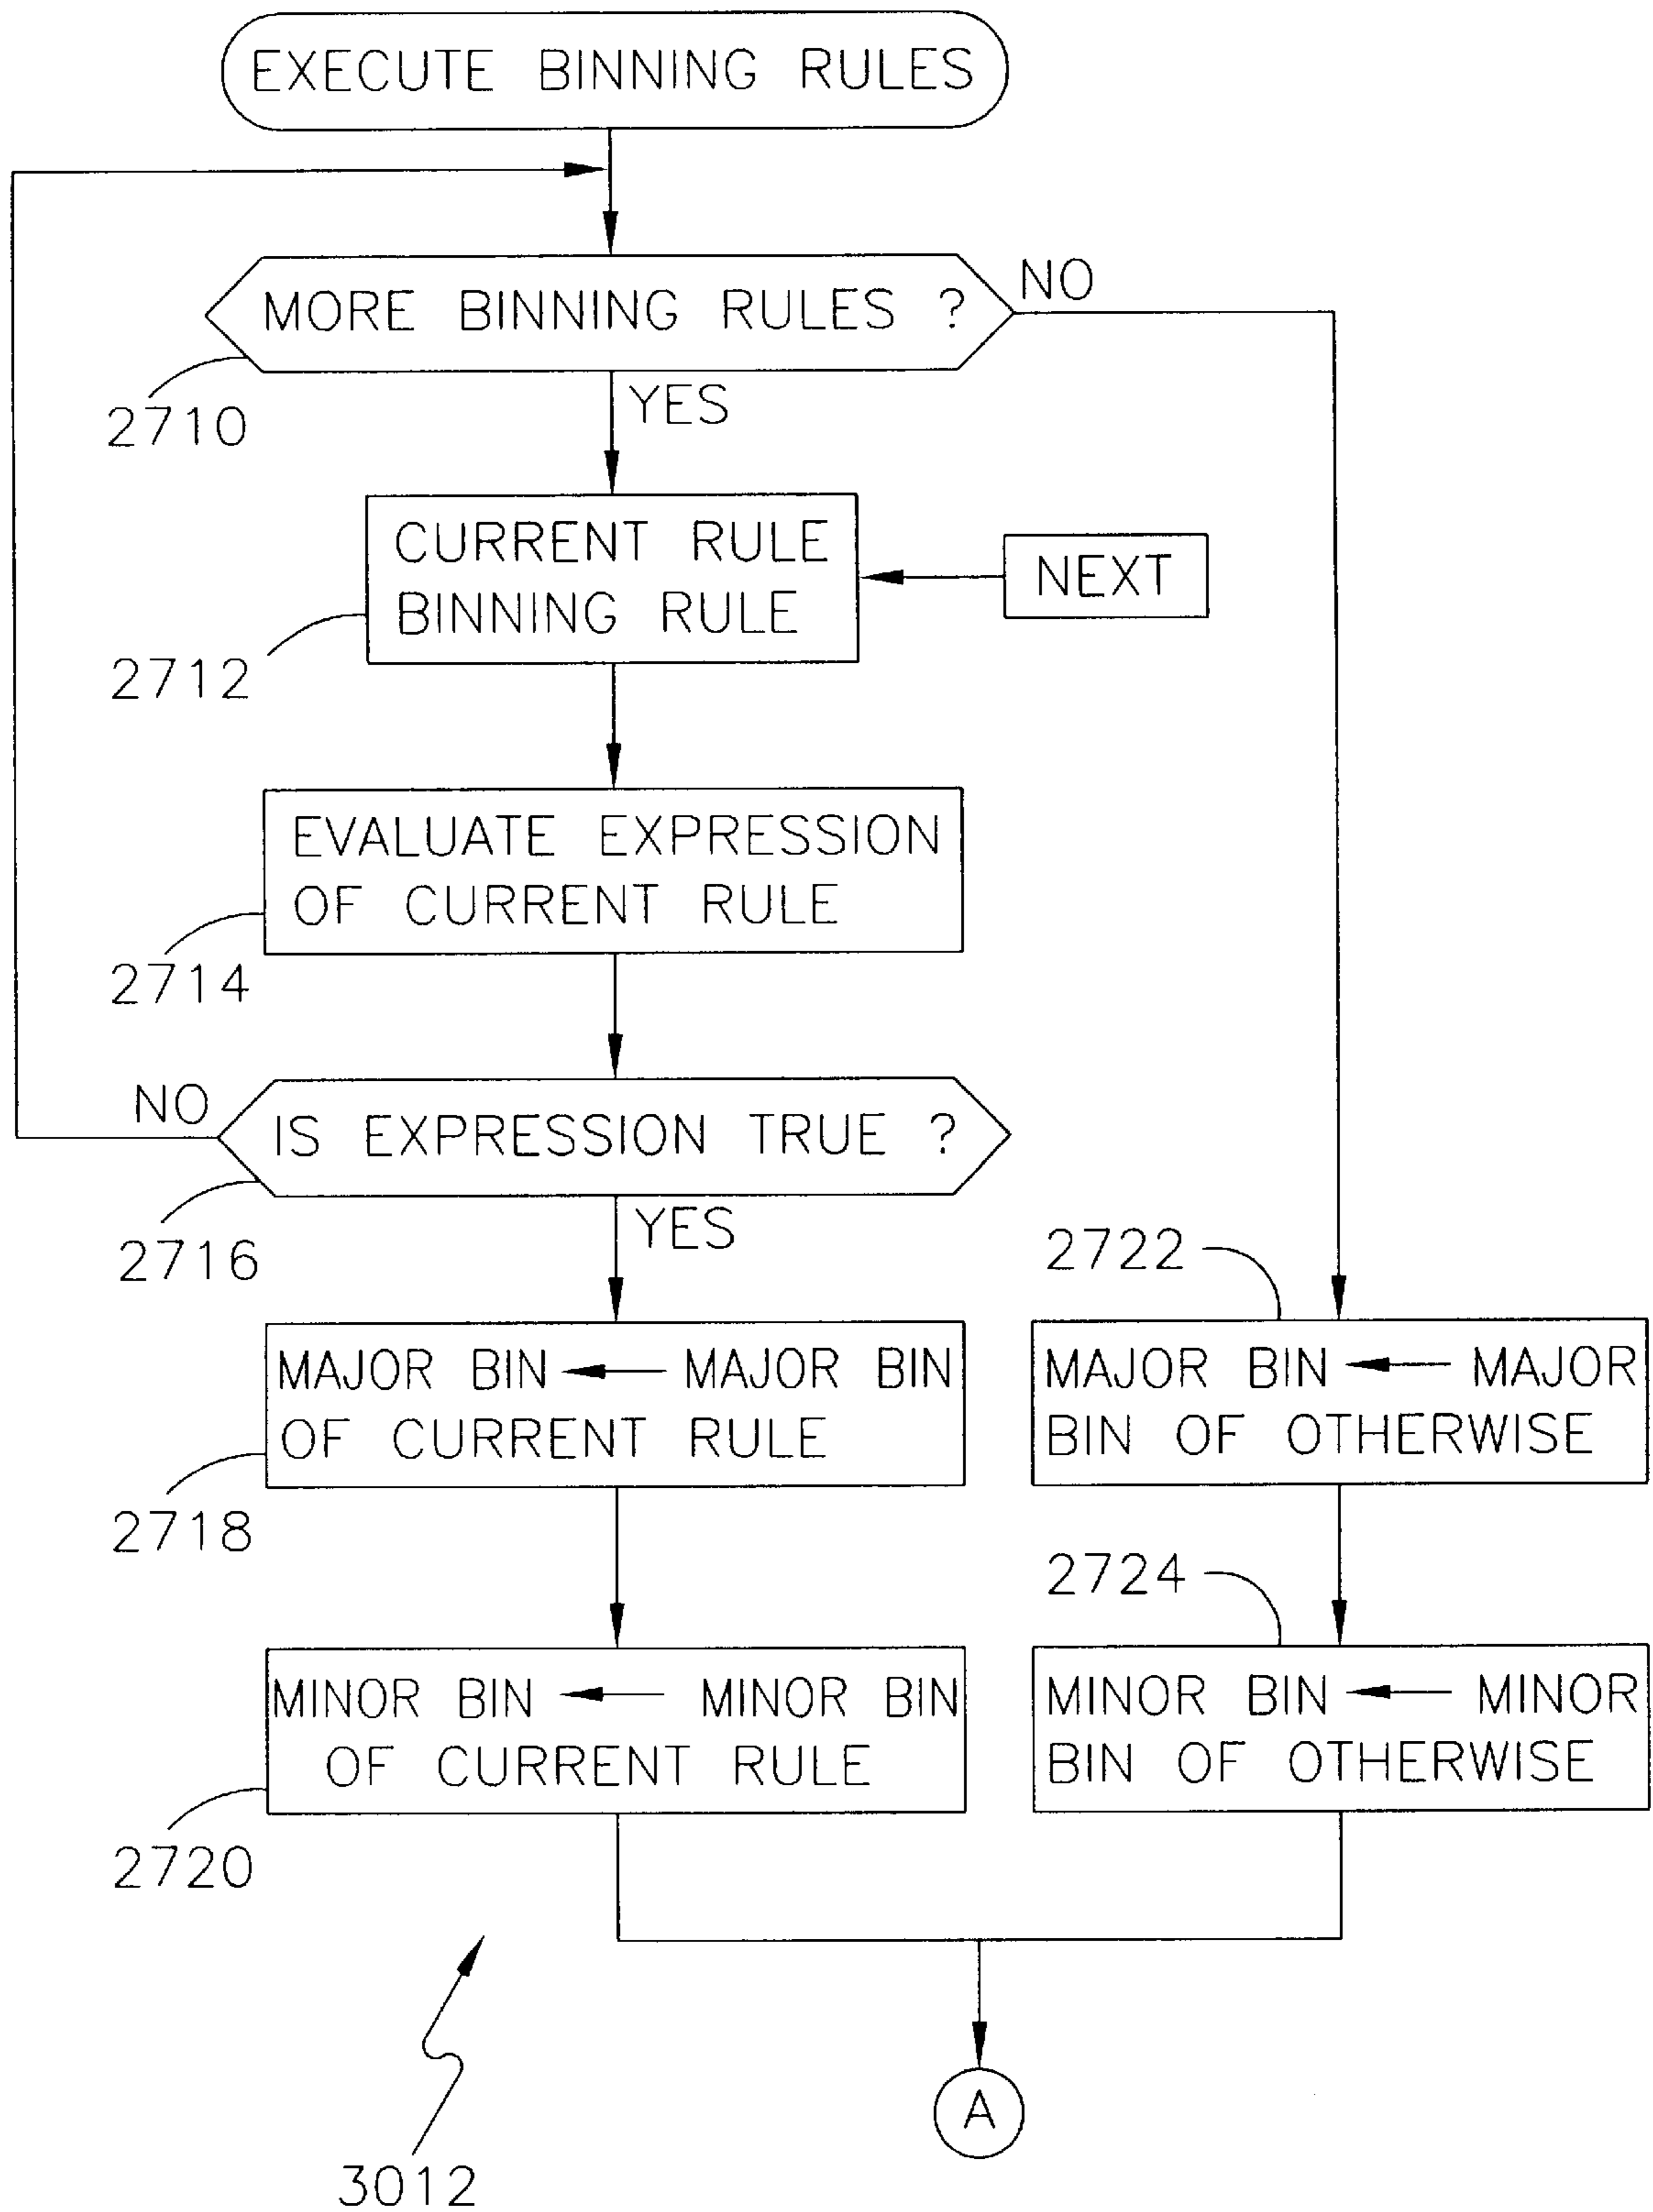 EXECUTE BINNING RULES
MORE BINNING RULES ?
NO
2710
YES
CURRENT RULE
BINNING RULE
NEXT
2712
EVALUATE EXPRESSION
OF CURRENT RULE
2714
NO
IS EXPRESSION TRUE ?
2716
YES
2722
MAJOR BIN ← MAJOR BIN
OF CURRENT RULE
2718
MAJOR BIN ← MAJOR
BIN OF OTHERWISE
2724
MINOR BIN ← MINOR BIN
OF CURRENT RULE
2720
MINOR BIN ← MINOR
BIN OF OTHERWISE
A
3012